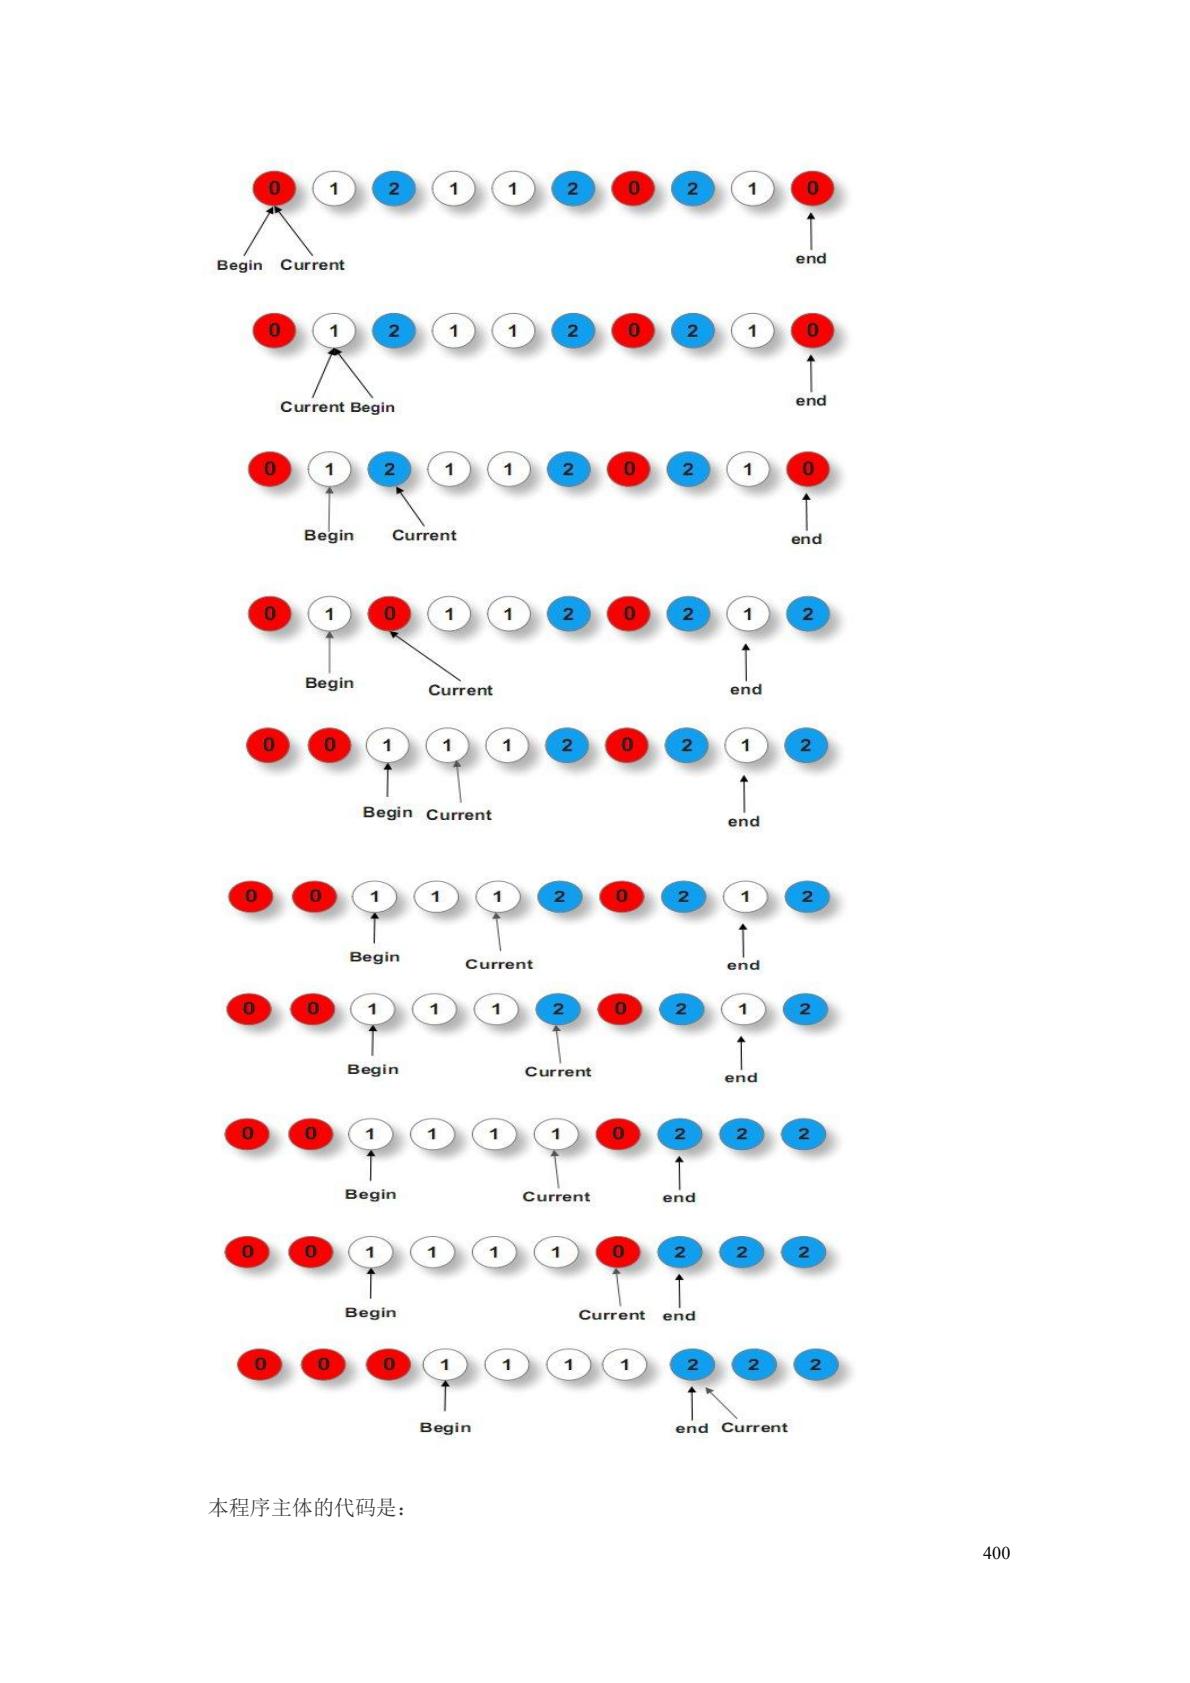 0 1 2 1 1 2 0 2 1 0
Begin Current end
0 1 2 1 1 2 0 2 1 0
Current Begin end
0 1 2 1 1 2 0 2 1 0
Begin Current end
0 1 0 1 1 2 0 2 1 2
Begin Current end
0 0 1 1 1 2 0 2 1 2
Begin Current end
0 0 1 1 1 2 0 2 1 2
Begin Current end
0 0 1 1 1 2 0 2 1 2
Begin Current end
0 0 1 1 1 1 0 2 2 2
Begin Current end
0 0 1 1 1 1 0 2 2 2
Begin Current end
0 0 0 1 1 1 1 2 2 2
Begin end Current
本程序主体的代码是：
400